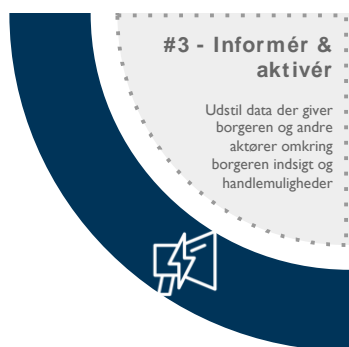 #3 - Informér &
aktivér
Udstil data der giver
borgeren og andre
aktører omkring
borgeren indsigt og
handlemuligheder